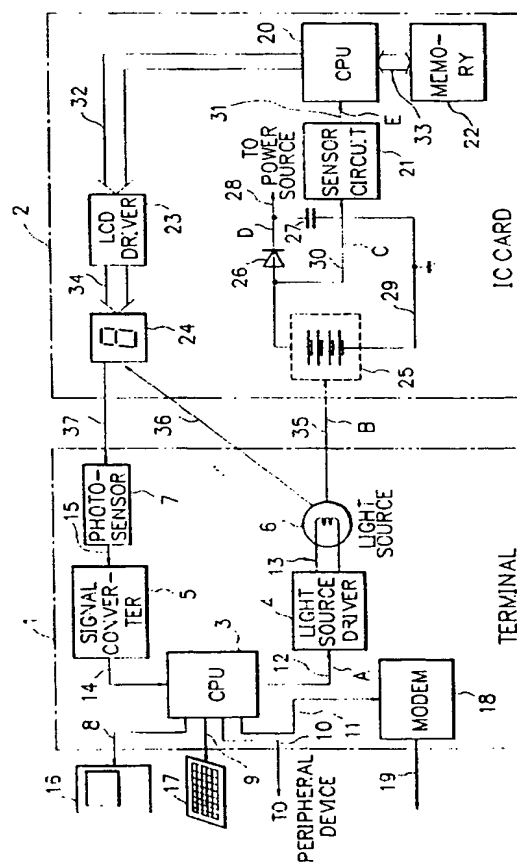 2
32
LCD
DRIVER
23
34
24
37
36
20
CPU
31
E
33
MEMO-
RY
22
TO
POWER
SOURCE
28
D
27
26
30
C
SENSOR
CIRCUIT
21
29
25
35
B
IC CARD
1
PHOTO-
SENSOR
7
15
SIGNAL
CONVER-
TER
5
14
3
CPU
8
9
10
11
12
A
13
6
LIGHT
SOURCE
LIGHT
SOURCE
DRIVER
4
MODEM
18
19
16
17
TO
PERIPHERAL
DEVICE
TERMINAL